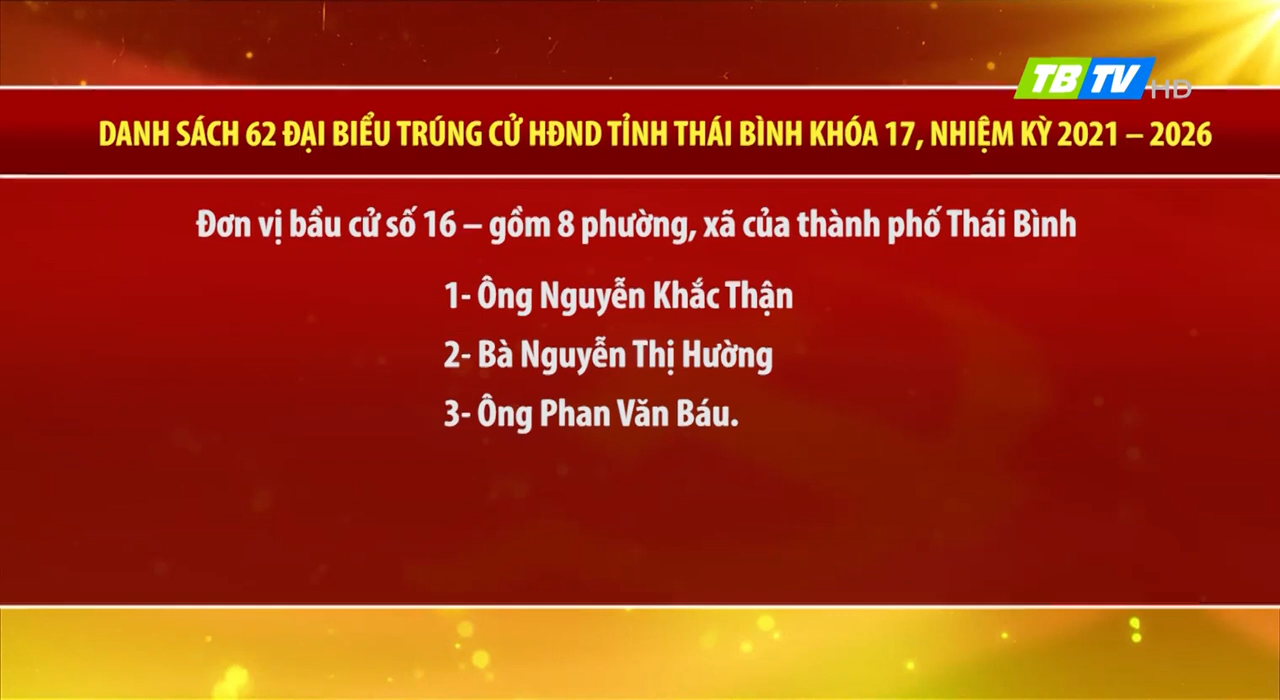 TBTV HD
DANH SÁCH 62 ĐẠI BIỂU TRÚNG CỬ HĐND TỈNH THÁI BÌNH KHÓA 17, NHIỆM KỲ 2021 – 2026
Đơn vị bầu cử số 16 – gồm 8 phường, xã của thành phố Thái Bình
1- Ông Nguyễn Khắc Thận
2- Bà Nguyễn Thị Hường
3- Ông Phan Văn Báu.